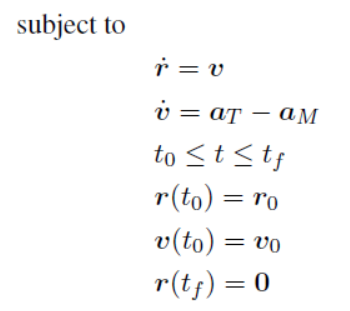 subject to
ṙ = v
v̇ = a_T − a_M
t_0 ≤ t ≤ t_f
r(t_0) = r_0
v(t_0) = v_0
r(t_f) = 0